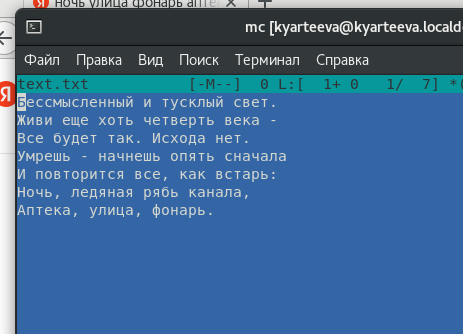 ночь улица фонарь апте
mc [kyarteeva@kyarteeva.locald
Файл Правка Вид Поиск Терминал Справка
text.txt [-M--] 0 L:[ 1+ 0 1/ 7] *(
Бессмысленный и тусклый свет.
Живи еще хоть четверть века -
Все будет так. Исхода нет.
Умрешь - начнешь опять сначала
И повторится все, как встарь:
Ночь, ледяная рябь канала,
Аптека, улица, фонарь.